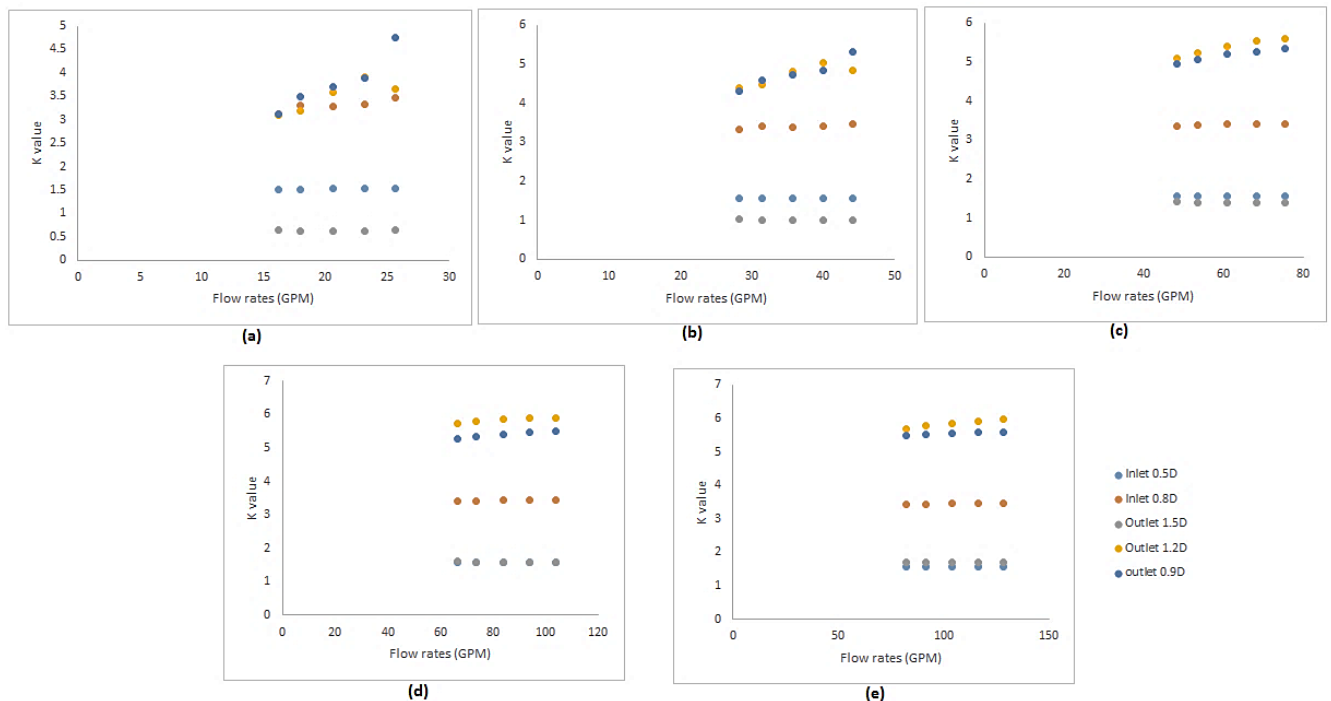 5
4.5
4
3.5
3
2.5
2
1.5
1
0.5
0
K value
0 5 10 15 20 25 30
Flow rates (GPM)
(a)
6
5
4
3
2
1
0
K value
0 10 20 30 40 50
Flow rates (GPM)
(b)
6
5
4
3
2
1
0
K value
0 20 40 60 80
Flow rates (GPM)
(c)
7
6
5
4
3
2
1
0
K value
0 20 40 60 80 100 120
Flow rates (GPM)
(d)
7
6
5
4
3
2
1
0
K value
0 50 100 150
Flow rates (GPM)
(e)
Inlet 0.5D
Inlet 0.8D
Outlet 1.5D
Outlet 1.2D
outlet 0.9D